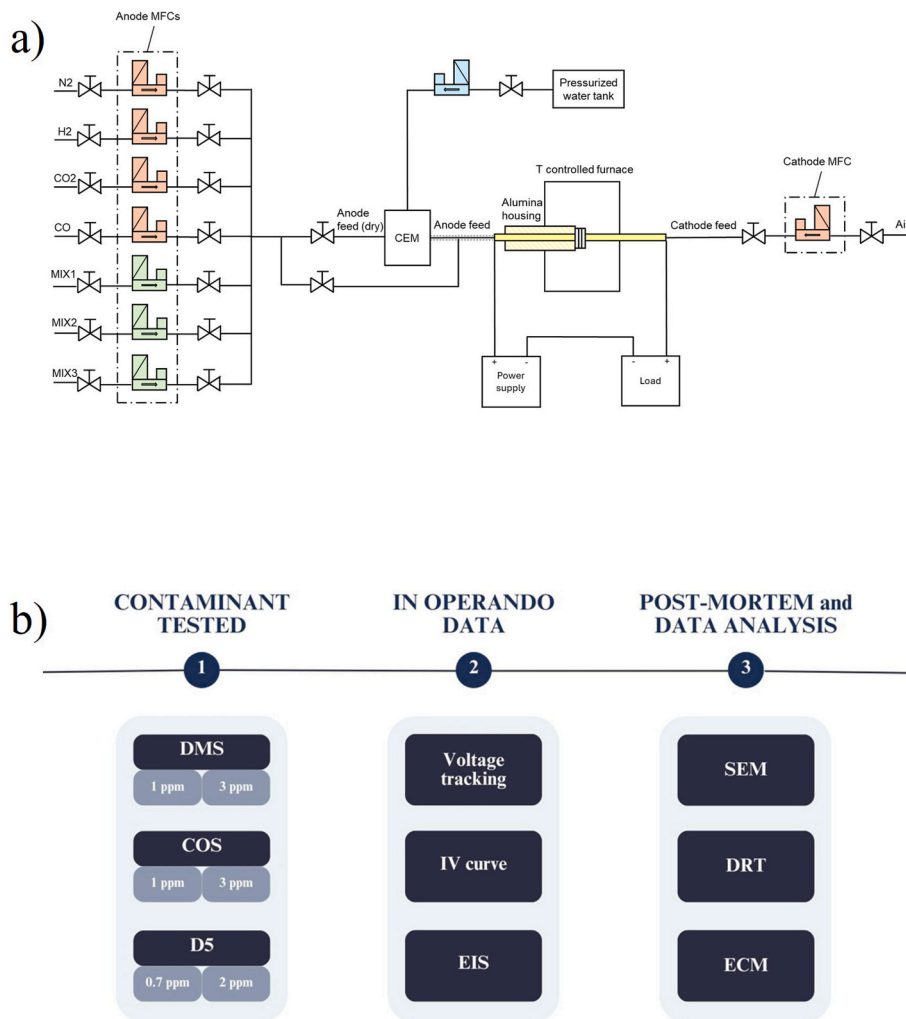 a)
Anode MFCs
N2
H2
CO2
CO
MIX1
MIX2
MIX3
Pressurized
water tank
T controlled furnace
Alumina
housing
Anode
feed (dry)
CEM
Anode feed
Cathode feed
Cathode MFC
Ai
+ -
Power
supply
- +
Load
b)
CONTAMINANT
TESTED
1
DMS
1 ppm 3 ppm
COS
1 ppm 3 ppm
D5
0.7 ppm 2 ppm
IN OPERANDO
DATA
2
Voltage
tracking
IV curve
EIS
POST-MORTEM and
DATA ANALYSIS
3
SEM
DRT
ECM